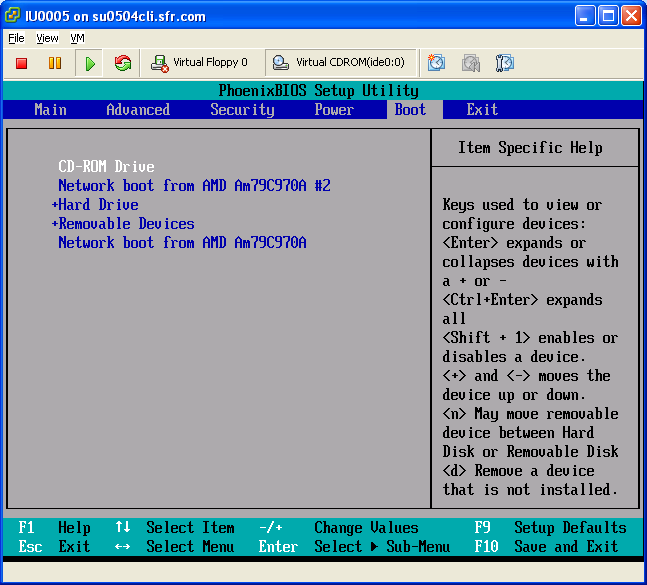 IU0005 on su0504cli.sfr.com
File View VM
Virtual Floppy 0 Virtual CDROM(ide0:0)
PhoenixBIOS Setup Utility
Main Advanced Security Power Boot Exit
CD-ROM Drive
Network boot from AMD Am79C970A #2
+Hard Drive
+Removable Devices
Network boot from AMD Am79C970A
Item Specific Help
Keys used to view or
configure devices:
<Enter> expands or
collapses devices with
a + or -
<Ctrl+Enter> expands
all
<Shift + 1> enables or
disables a device.
<+> and <-> moves the
device up or down.
<n> May move removable
device between Hard
Disk or Removable Disk
<d> Remove a device
that is not installed.
F1 Help ↑↓ Select Item -/+ Change Values F9 Setup Defaults
Esc Exit ↔ Select Menu Enter Select ▶ Sub-Menu F10 Save and Exit